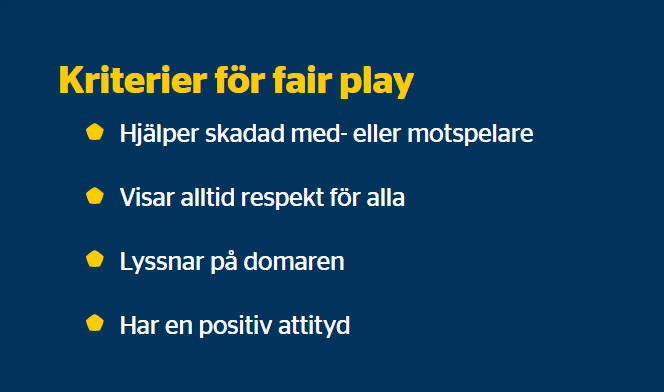 Kriterier för fair play
Hjälper skadad med- eller motspelare
Visar alltid respekt för alla
Lyssnar på domaren
Har en positiv attityd